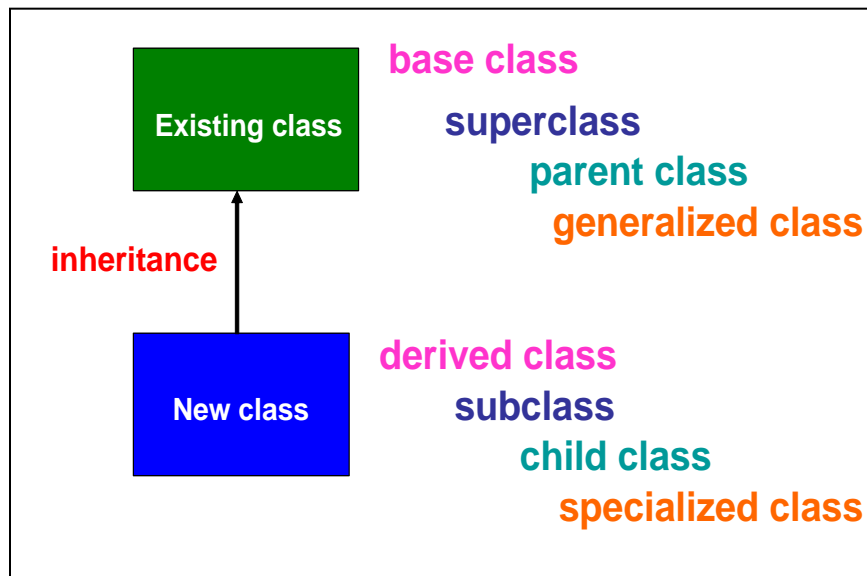 base class
Existing class
superclass
parent class
generalized class
inheritance
derived class
New class
subclass
child class
specialized class